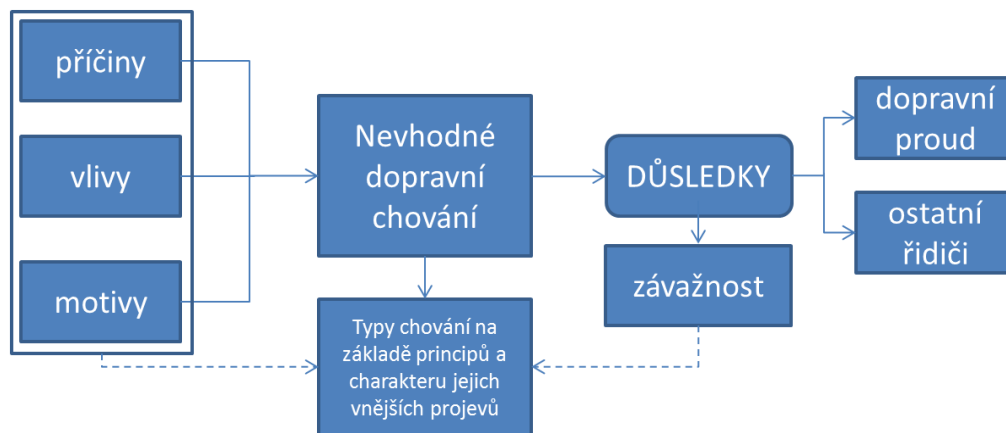 příčiny
vlivy
motivy
Nevhodné
dopravní
chování
Typy chování na
základě principů a
charakteru jejich
vnějších projevů
DŮSLEDKY
závažnost
dopravní
proud
ostatní
řidiči